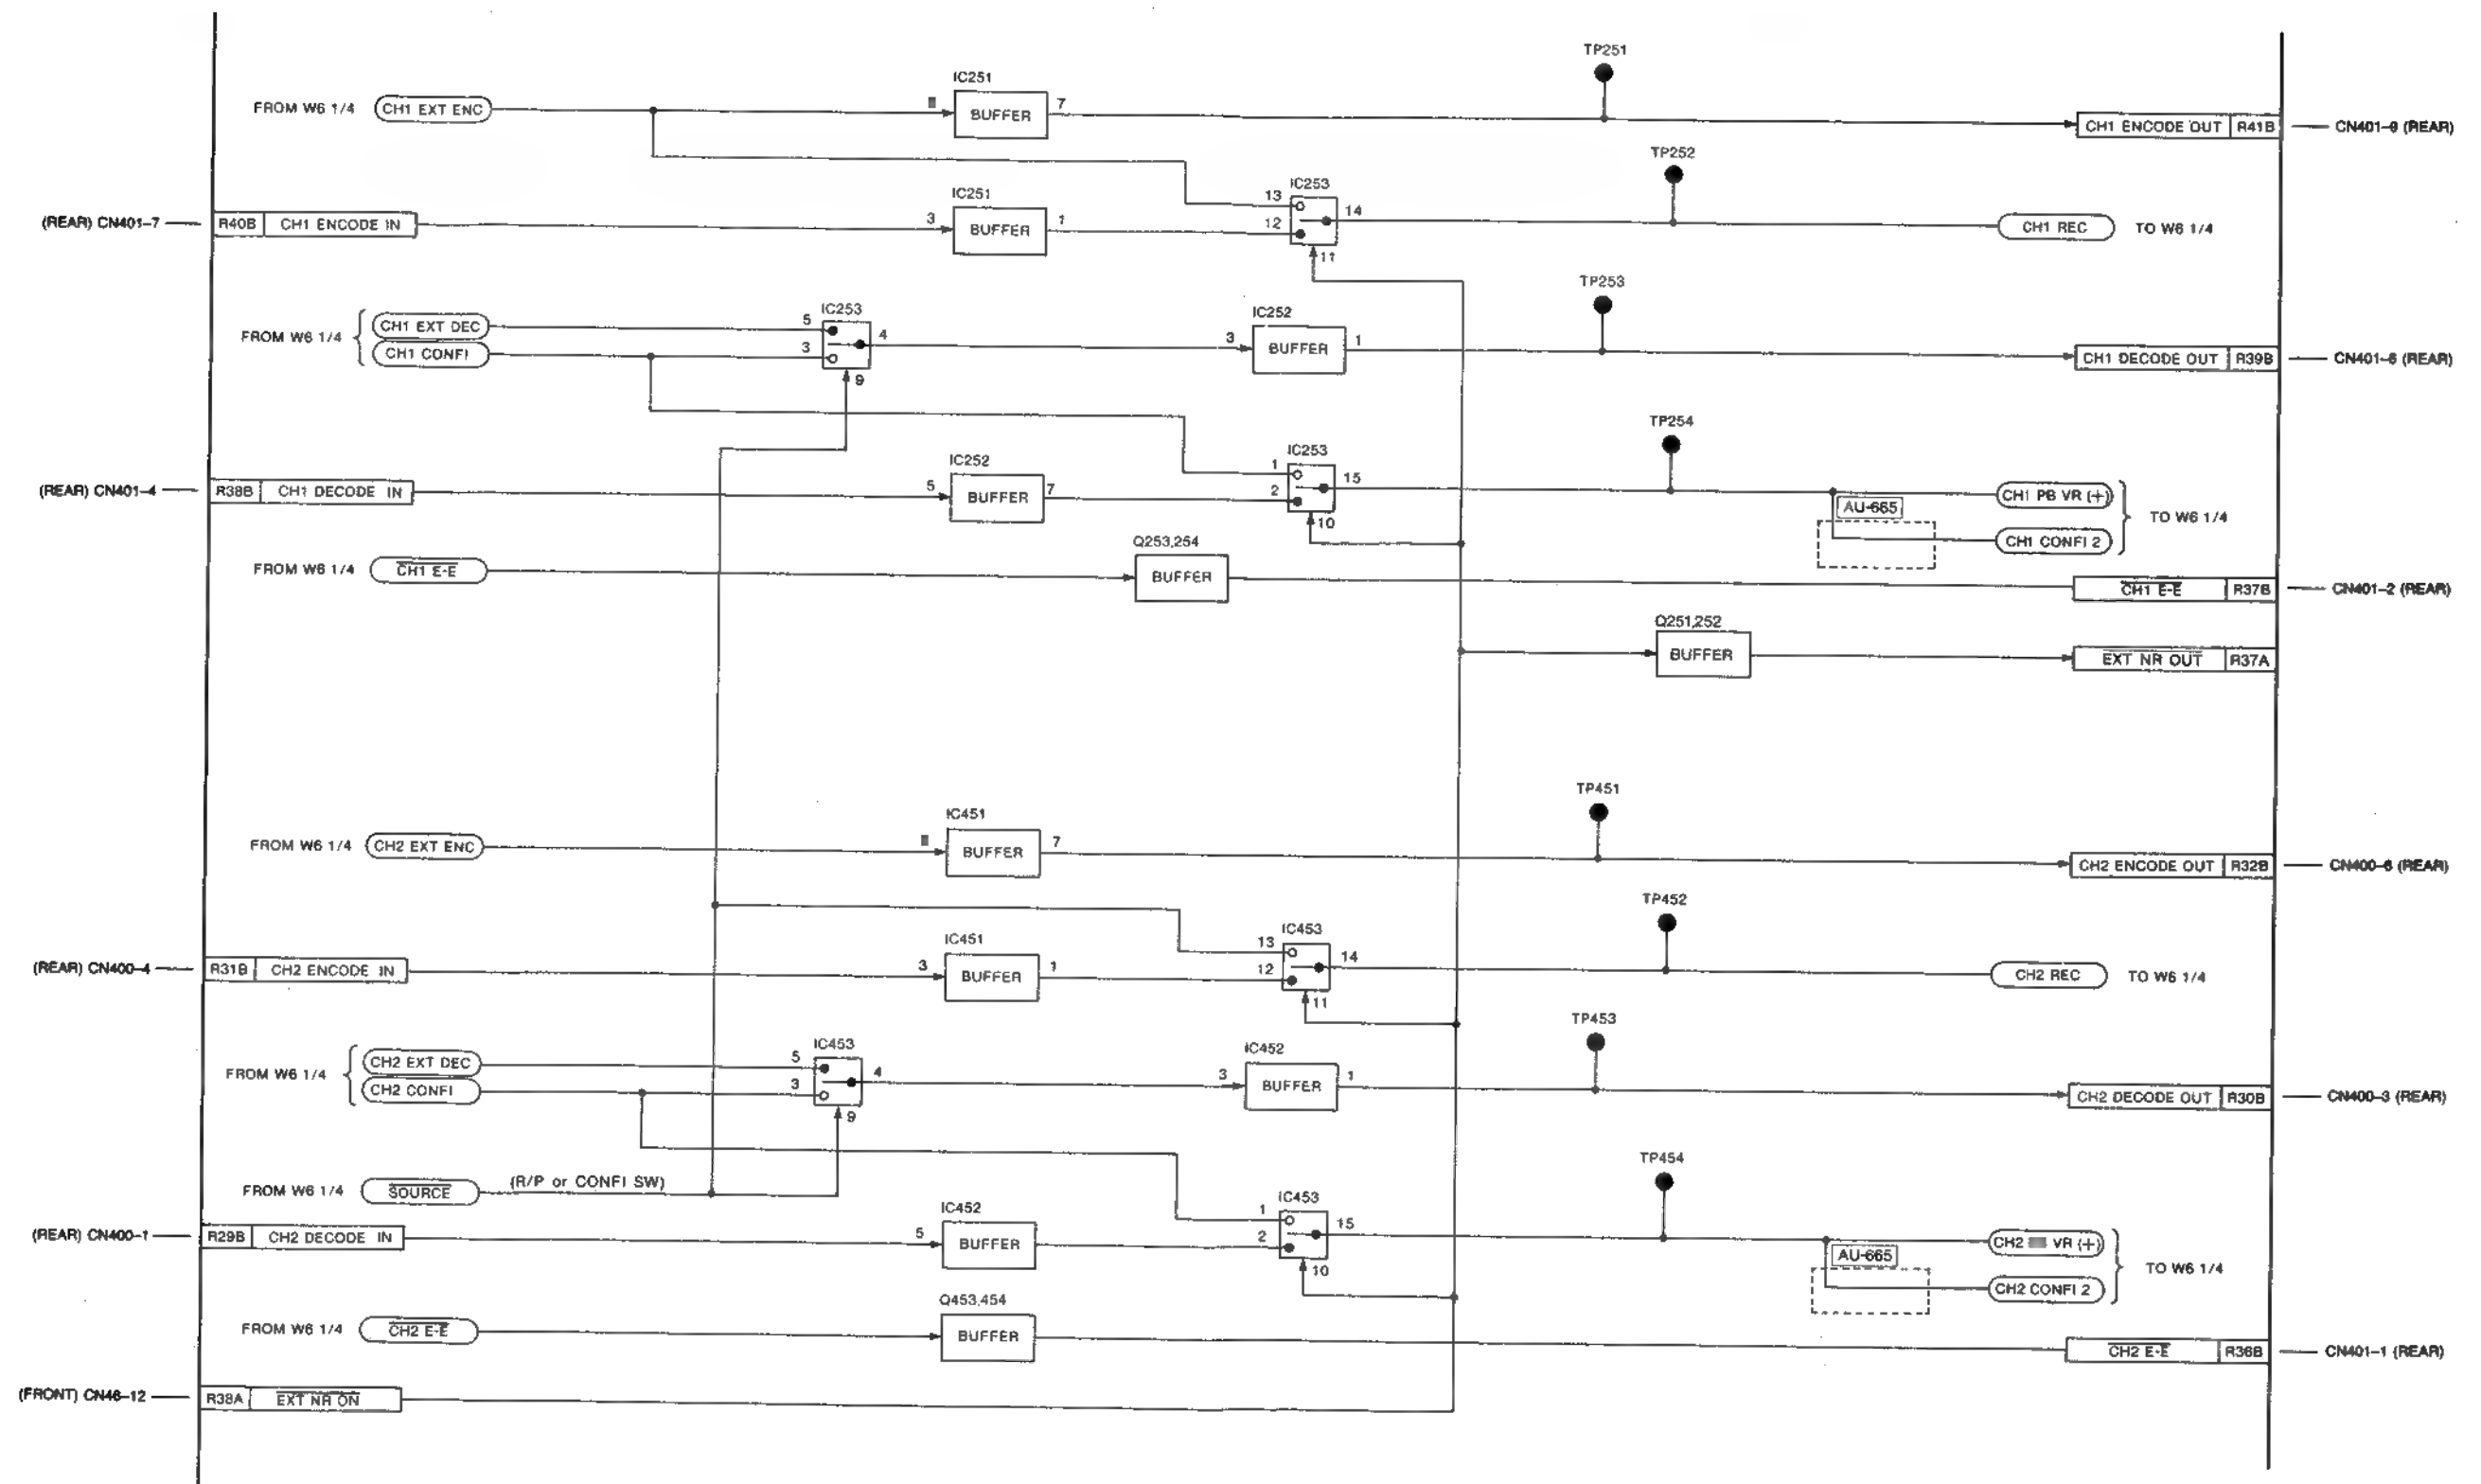 TP251
IC251
FROM W6 1/4 CH1 EXT ENC BUFFER 7 CH1 ENCODE OUT R41B CN401-9 (REAR)
TP252
IC251 IC253
(REAR) CN401-7 R40B CH1 ENCODE IN 3 BUFFER 1 13 12 14 11 CH1 REC TO W6 1/4
TP253
IC253 IC252
FROM W6 1/4 CH1 EXT DEC 5 4 3 BUFFER 1 CH1 DECODE OUT R39B CN401-6 (REAR)
CH1 CONFI 3 9
TP254
IC252 IC253
(REAR) CN401-4 R38B CH1 DECODE IN 5 BUFFER 7 1 2 15 10 CH1 PB VR (+) TO W6 1/4
AU-665
CH1 CONFI 2
Q253,254
FROM W6 1/4 CH1 E-E BUFFER CH1 E-E R37B CN401-2 (REAR)
Q251,252
BUFFER EXT NR OUT R37A
TP451
IC451
FROM W6 1/4 CH2 EXT ENC BUFFER 7 CH2 ENCODE OUT R32B CN400-6 (REAR)
TP452
IC451 IC453
(REAR) CN400-4 R31B CH2 ENCODE IN 3 BUFFER 1 13 12 14 11 CH2 REC TO W6 1/4
TP453
IC453 IC452
FROM W6 1/4 CH2 EXT DEC 5 4 3 BUFFER 1 CH2 DECODE OUT R30B CN400-3 (REAR)
CH2 CONFI 3 9
TP454
FROM W6 1/4 SOURCE (R/P or CONFI SW)
IC452 IC453
(REAR) CN400-1 R29B CH2 DECODE IN 5 BUFFER 1 2 15 10 CH2 VR (+) TO W6 1/4
AU-665
CH2 CONFI 2
Q453,454
FROM W6 1/4 CH2 E-E BUFFER CH2 E-E R36B CN401-1 (REAR)
(FRONT) CN46-12 R38A EXT NR ON